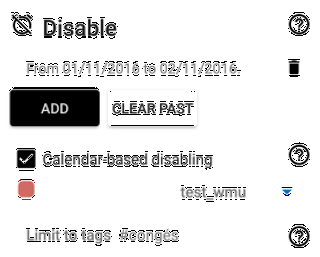 Disable
From 01/11/2016 to 02/11/2016.
ADD CLEAR PAST
Calendar-based disabling
test_wmu
Limit to tags #conges